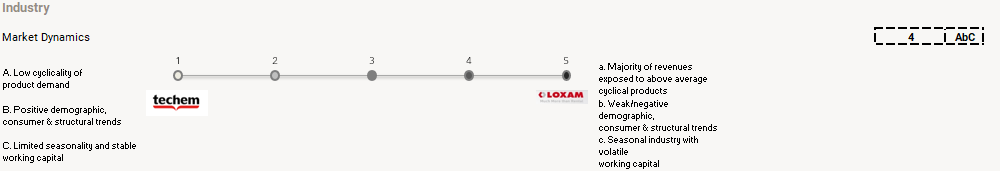 Industry
Market Dynamics
4 AbC
1 2 3 4 5
A. Low cyclicality of
product demand
B. Positive demographic,
consumer & structural trends
C. Limited seasonality and stable
working capital
techem
LOXAM
a. Majority of revenues
exposed to above average
cyclical products
b. Weak/negative
demographic,
consumer & structural trends
c. Seasonal industry with
volatile
working capital